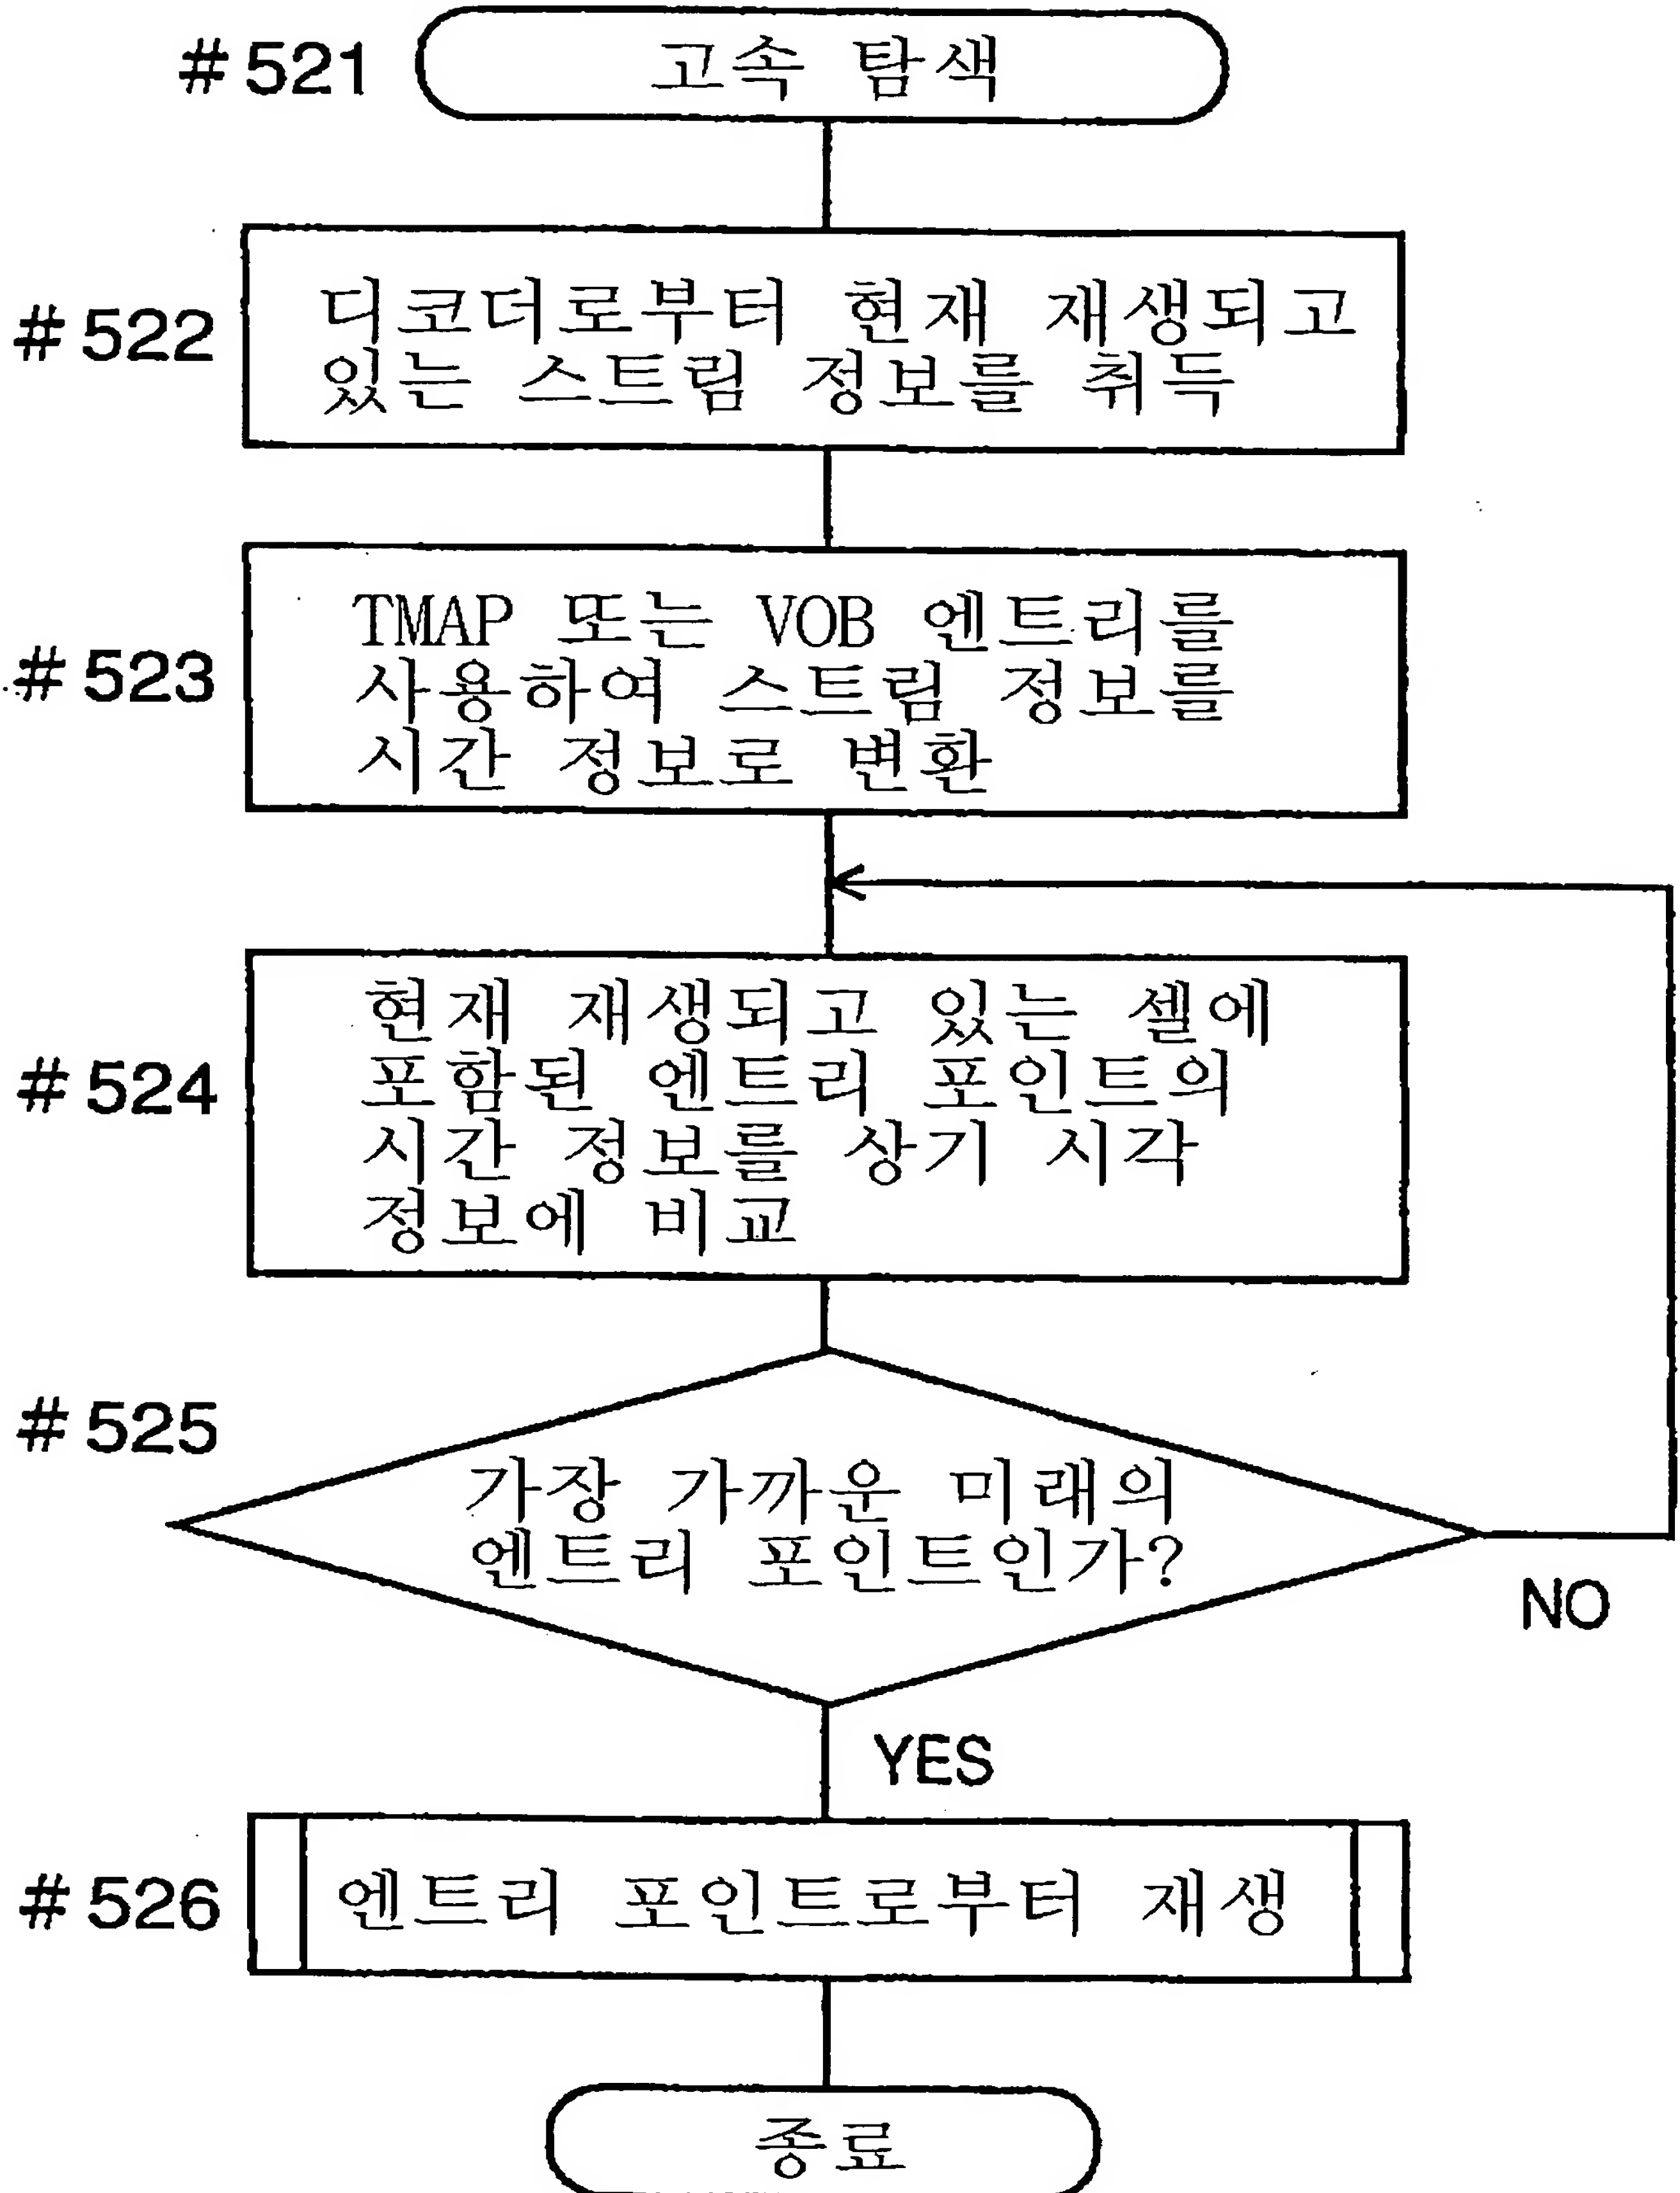 #521
고속 탐색
#522
디코더로부터 현재 재생되고
있는 스트림 정보를 취득
#523
TMAP 또는 VOB 엔트리를
사용하여 스트림 정보를
시간 정보로 변환
#524
현재 재생되고 있는 셀에
포함된 엔트리 포인트의
시간 정보를 상기 시각
정보에 비교
#525
가장 가까운 미래의
엔트리 포인트인가?
NO
YES
#526
엔트리 포인트로부터 재생
종료